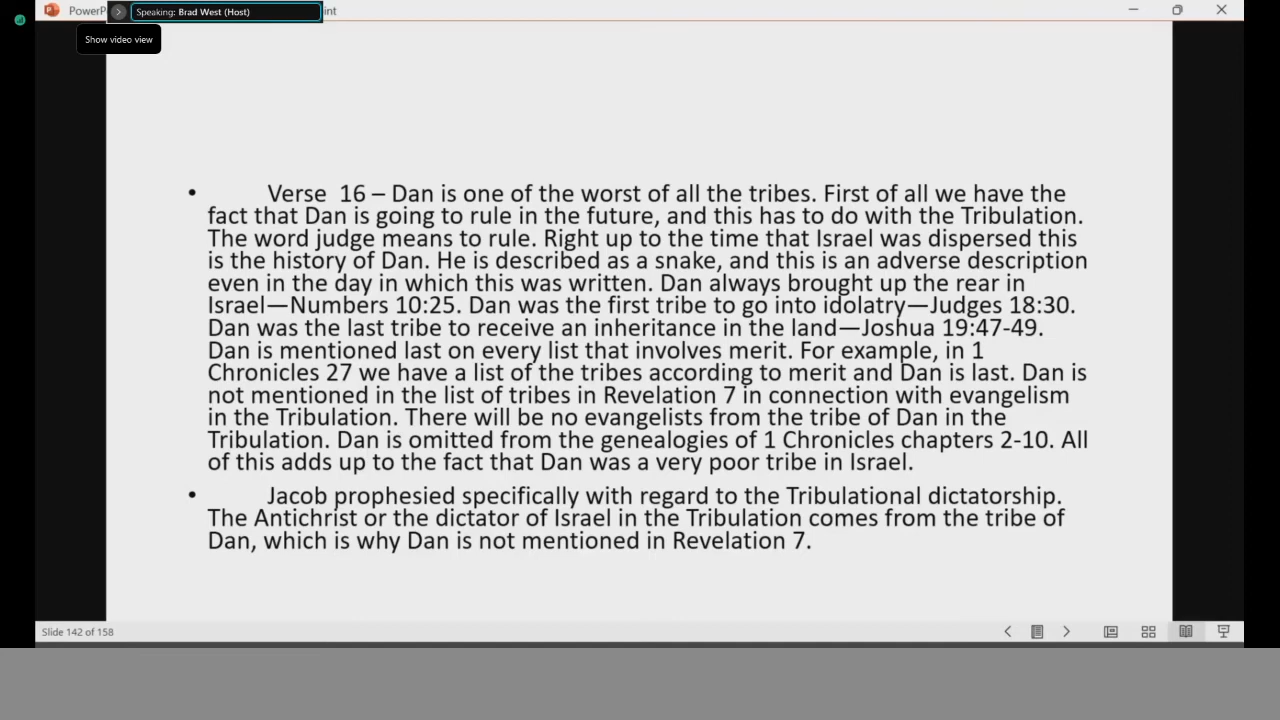 PowerP
Speaking: Brad West (Host)
int
Show video view
• Verse 16 – Dan is one of the worst of all the tribes. First of all we have the
fact that Dan is going to rule in the future, and this has to do with the Tribulation.
The word judge means to rule. Right up to the time that Israel was dispersed this
is the history of Dan. He is described as a snake, and this is an adverse description
even in the day in which this was written. Dan always brought up the rear in
Israel—Numbers 10:25. Dan was the first tribe to go into idolatry—Judges 18:30.
Dan was the last tribe to receive an inheritance in the land—Joshua 19:47-49.
Dan is mentioned last on every list that involves merit. For example, in 1
Chronicles 27 we have a list of the tribes according to merit and Dan is last. Dan is
not mentioned in the list of tribes in Revelation 7 in connection with evangelism
in the Tribulation. There will be no evangelists from the tribe of Dan in the
Tribulation. Dan is omitted from the genealogies of 1 Chronicles chapters 2-10. All
of this adds up to the fact that Dan was a very poor tribe in Israel.
• Jacob prophesied specifically with regard to the Tribulational dictatorship.
The Antichrist or the dictator of Israel in the Tribulation comes from the tribe of
Dan, which is why Dan is not mentioned in Revelation 7.
Slide 142 of 158